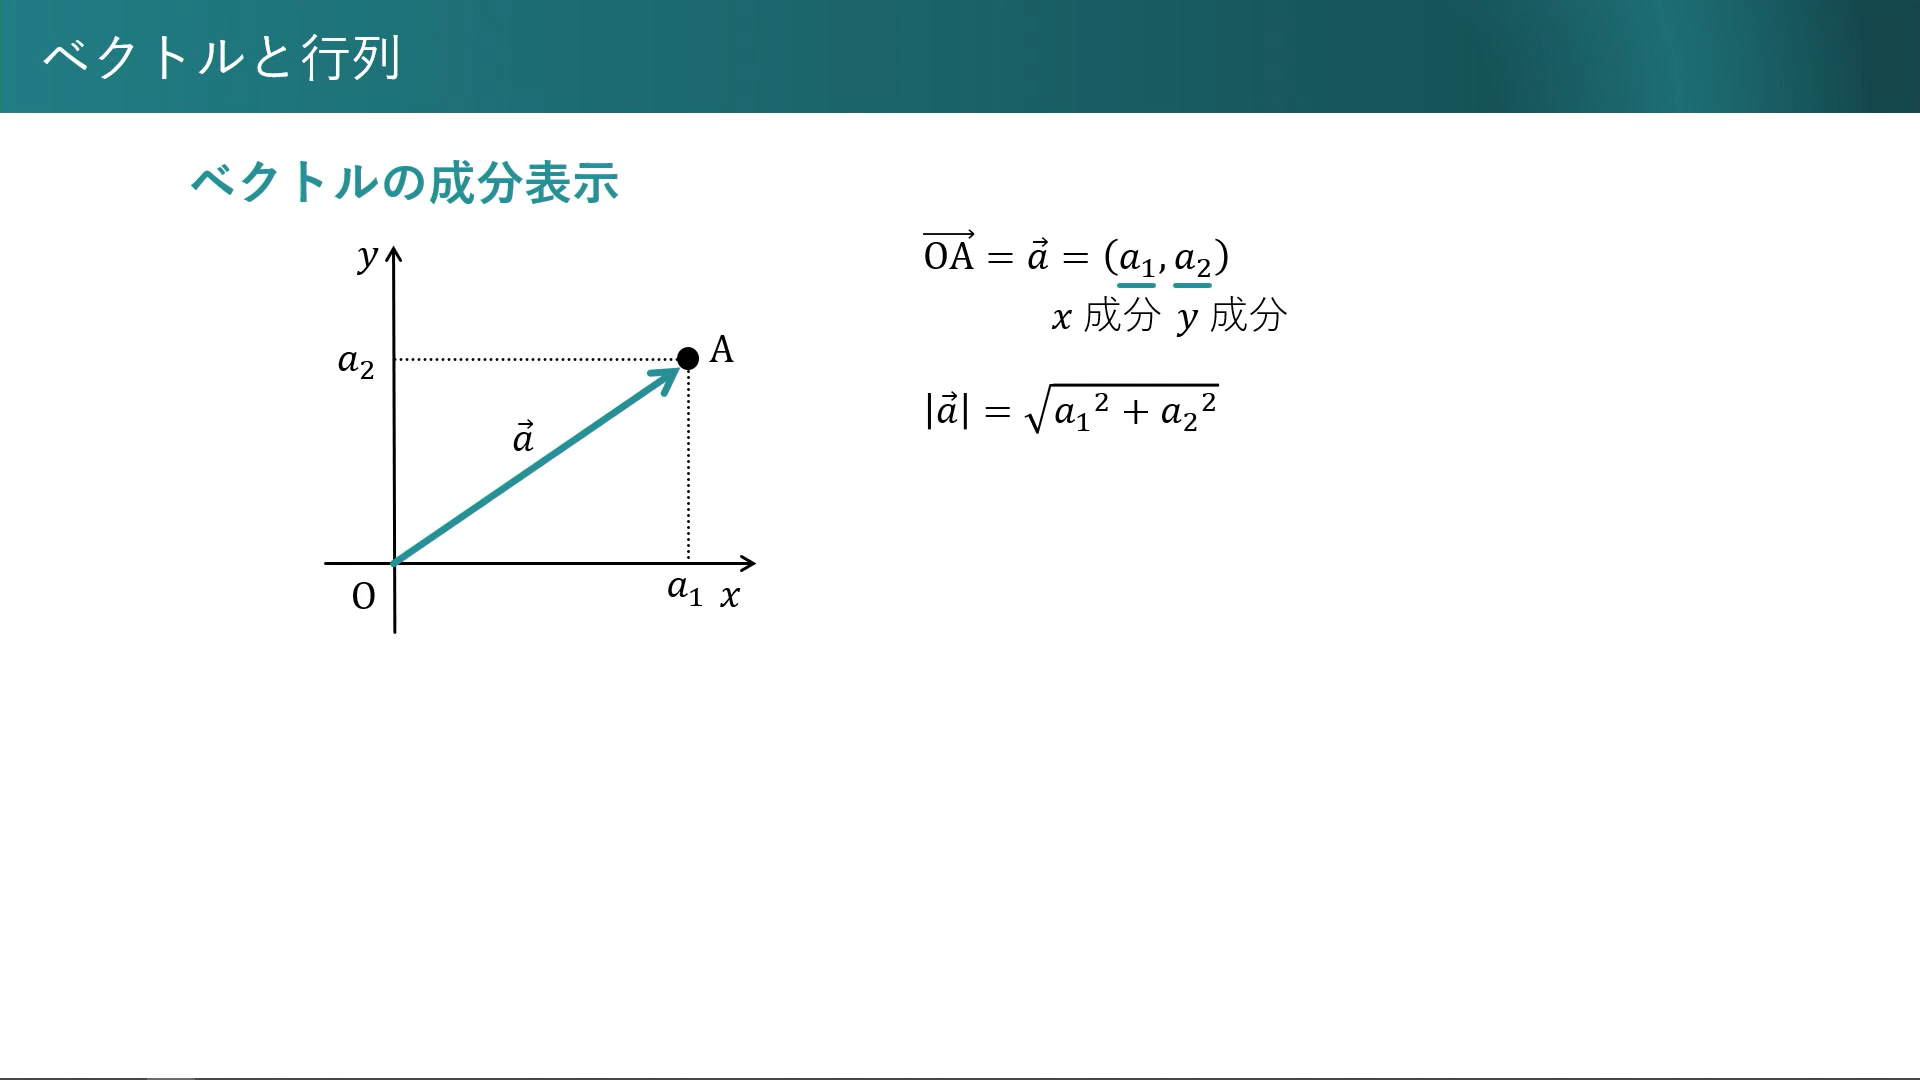 ベクトルと行列
ベクトルの成分表示
y
a₂
A
a⃗
O
a₁ x
O͞A⃗ = a⃗ = (a₁, a₂)
x 成分 y 成分
|a⃗| = √(a₁² + a₂²)